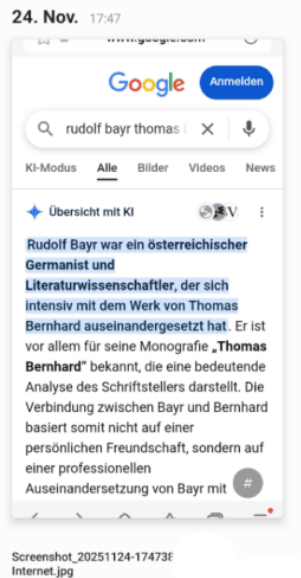 24. Nov. 17:47
www.google.com
Google
Anmelden
rudolf bayr thomas
KI-Modus Alle Bilder Videos News
Übersicht mit KI
Rudolf Bayr war ein österreichischer
Germanist und
Literaturwissenschaftler, der sich
intensiv mit dem Werk von Thomas
Bernhard auseinandergesetzt hat. Er ist
vor allem für seine Monografie „Thomas
Bernhard“ bekannt, die eine bedeutende
Analyse des Schriftstellers darstellt. Die
Verbindung zwischen Bayr und Bernhard
basiert somit nicht auf einer
persönlichen Freundschaft, sondern auf
einer professionellen
Auseinandersetzung von Bayr mit
#
Screenshot_20251124-174738
Internet.jpg